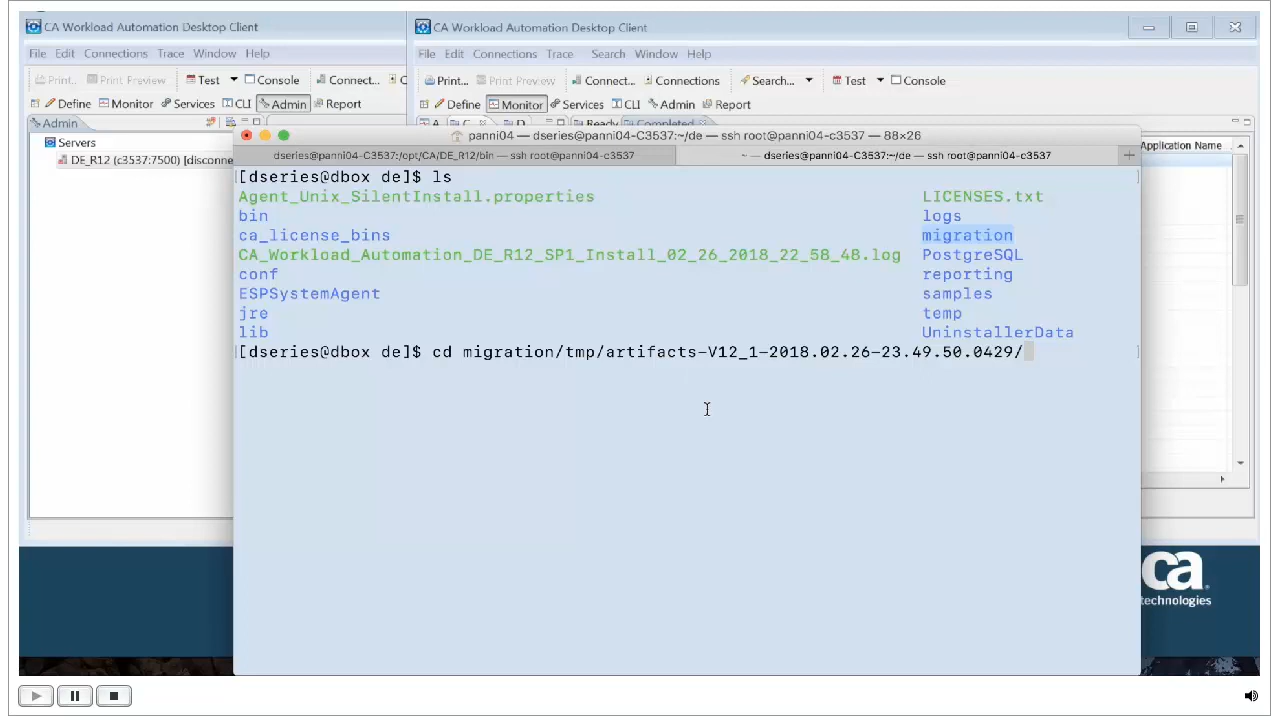 CA Workload Automation Desktop Client
File Edit Connections Trace Window Help
Print... Print Preview Test Console Connect... C
Define Monitor Services CLI Admin Report
Admin
Servers
DE_R12 (c3537:7500) [disconne
CA Workload Automation Desktop Client
File Edit Connections Trace Search Window Help
Print... Print Preview Connect... Connections Search... Test Console
Define Monitor Services CLI Admin Report
A C D Ready Completed
Application Name
panni04 — dseries@panni04-C3537:~/de — ssh root@panni04-c3537 — 88×26
dseries@panni04-C3537:/opt/CA/DE_R12/bin — ssh root@panni04-c3537
~ — dseries@panni04-C3537:~/de — ssh root@panni04-c3537 +
[dseries@dbox de]$ ls
Agent_Unix_SilentInstall.properties LICENSES.txt
bin logs
ca_license_bins migration
CA_Workload_Automation_DE_R12_SP1_Install_02_26_2018_22_58_48.log PostgreSQL
conf reporting
ESPSystemAgent samples
jre temp
lib UninstallerData
[dseries@dbox de]$ cd migration/tmp/artifacts-V12_1-2018.02.26-23.49.50.0429/
ca
technologies